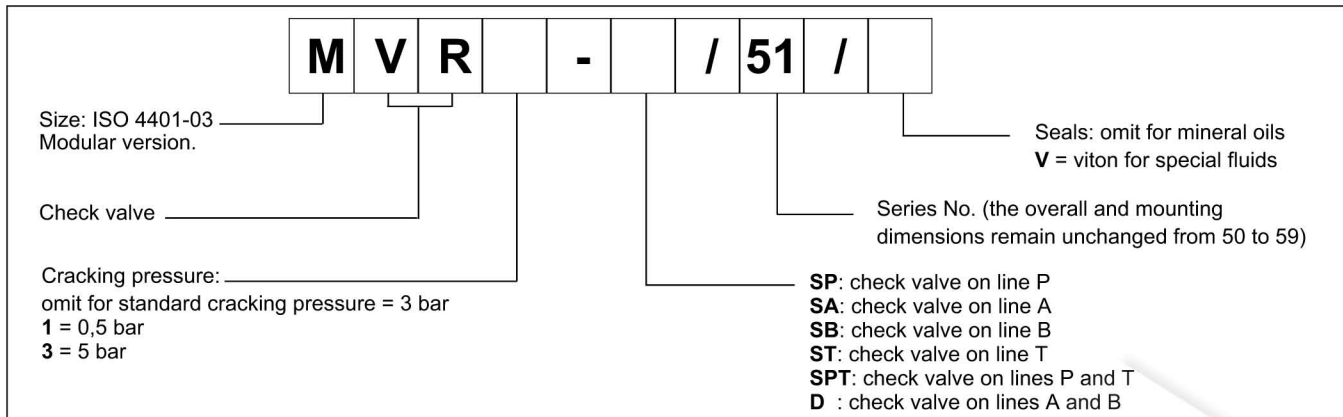 M V R - / 51 /
Size: ISO 4401-03
Modular version.
Check valve
Cracking pressure:
omit for standard cracking pressure = 3 bar
1 = 0,5 bar
3 = 5 bar
Seals: omit for mineral oils
V = viton for special fluids
Series No. (the overall and mounting
dimensions remain unchanged from 50 to 59)
SP: check valve on line P
SA: check valve on line A
SB: check valve on line B
ST: check valve on line T
SPT: check valve on lines P and T
D : check valve on lines A and B